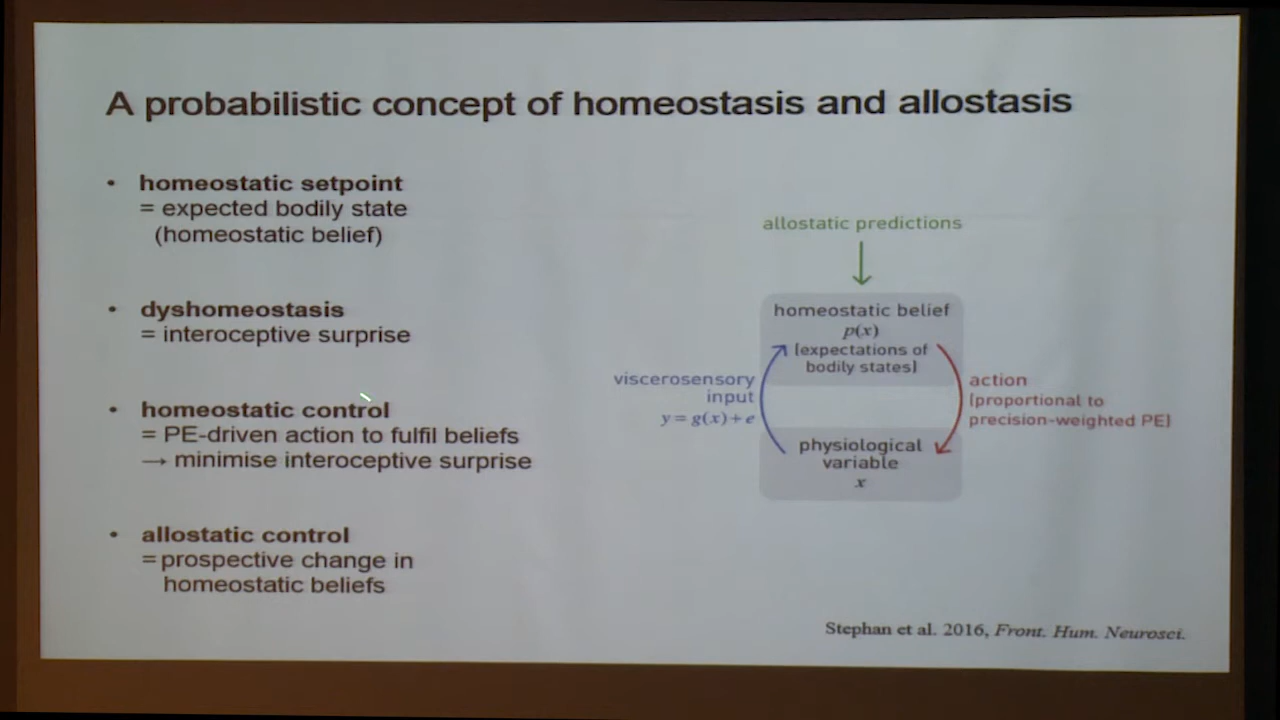 A probabilistic concept of homeostasis and allostasis
• homeostatic setpoint
= expected bodily state
(homeostatic belief)
• dyshomeostasis
= interoceptive surprise
• homeostatic control
= PE-driven action to fulfil beliefs
→ minimise interoceptive surprise
• allostatic control
= prospective change in
homeostatic beliefs
allostatic predictions
homeostatic belief
p(x)
(expectations of
bodily states)
viscerosensory
input
y = g(x) + e
action
(proportional to
precision-weighted PE)
physiological
variable
x
Stephan et al. 2016, Front. Hum. Neurosci.